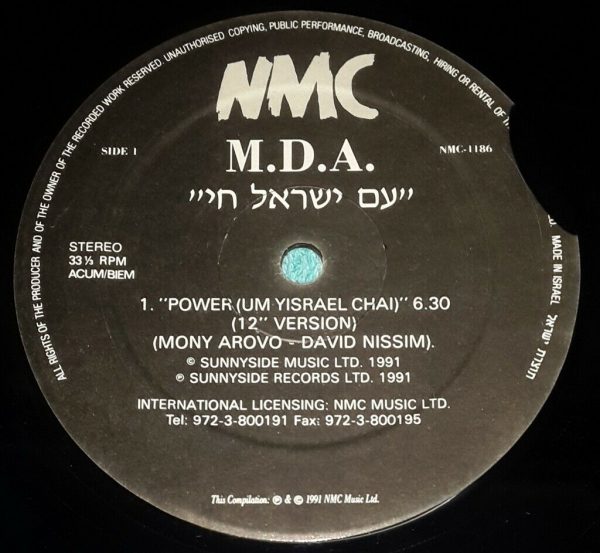 ALL RIGHTS OF THE PRODUCER AND OF THE OWNER OF THE RECORDED WORK RESERVED. UNAUTHORISED COPYING, PUBLIC PERFORMANCE, BROADCASTING, HIRING OR RENTAL OF
NMC
M.D.A.
״עם ישראל חי״
SIDE 1
NMC-1186
STEREO
33 ⅓ RPM
ACUM/BIEM
1. "POWER (UM YISRAEL CHAI)" 6.30
(12" VERSION)
(MONY AROVO - DAVID NISSIM).
© SUNNYSIDE MUSIC LTD. 1991
℗ SUNNYSIDE RECORDS LTD. 1991
INTERNATIONAL LICENSING: NMC MUSIC LTD.
Tel: 972-3-800191 Fax: 972-3-800195
This Compilation: ℗ & © 1991 NMC Music Ltd.
MADE IN ISRAEL תוצרת ישראל